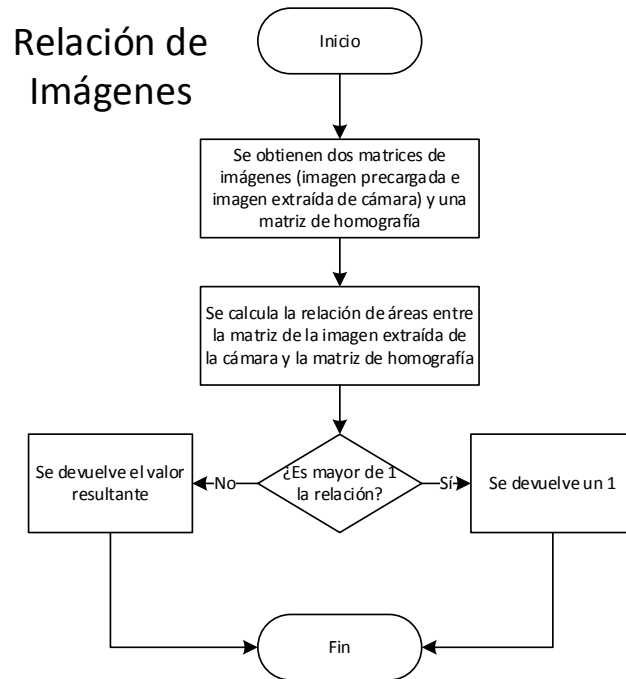 Relación de
Imágenes
Inicio
Se obtienen dos matrices de
imágenes (imagen precargada e
imagen extraída de cámara) y una
matriz de homografía
Se calcula la relación de áreas entre
la matriz de la imagen extraída de
la cámara y la matriz de homografía
¿Es mayor de 1
la relación?
No
Sí
Se devuelve el valor
resultante
Se devuelve un 1
Fin